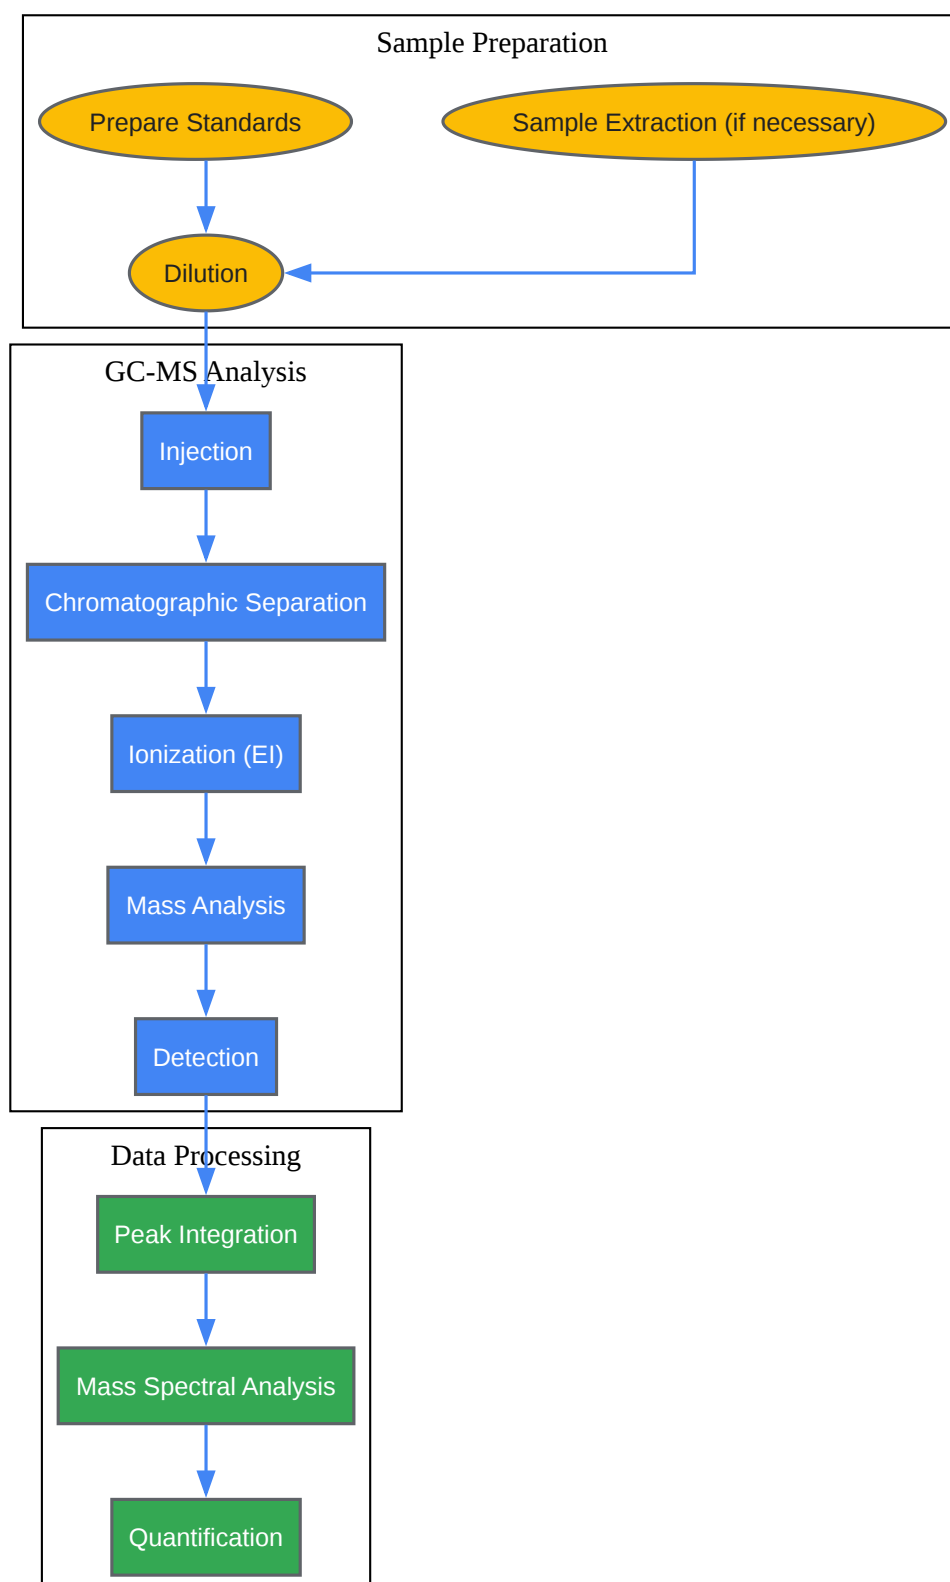 Sample Preparation
Prepare Standards
Sample Extraction (if necessary)
Dilution
GC-MS Analysis
Injection
Chromatographic Separation
Ionization (EI)
Mass Analysis
Detection
Data Processing
Peak Integration
Mass Spectral Analysis
Quantification